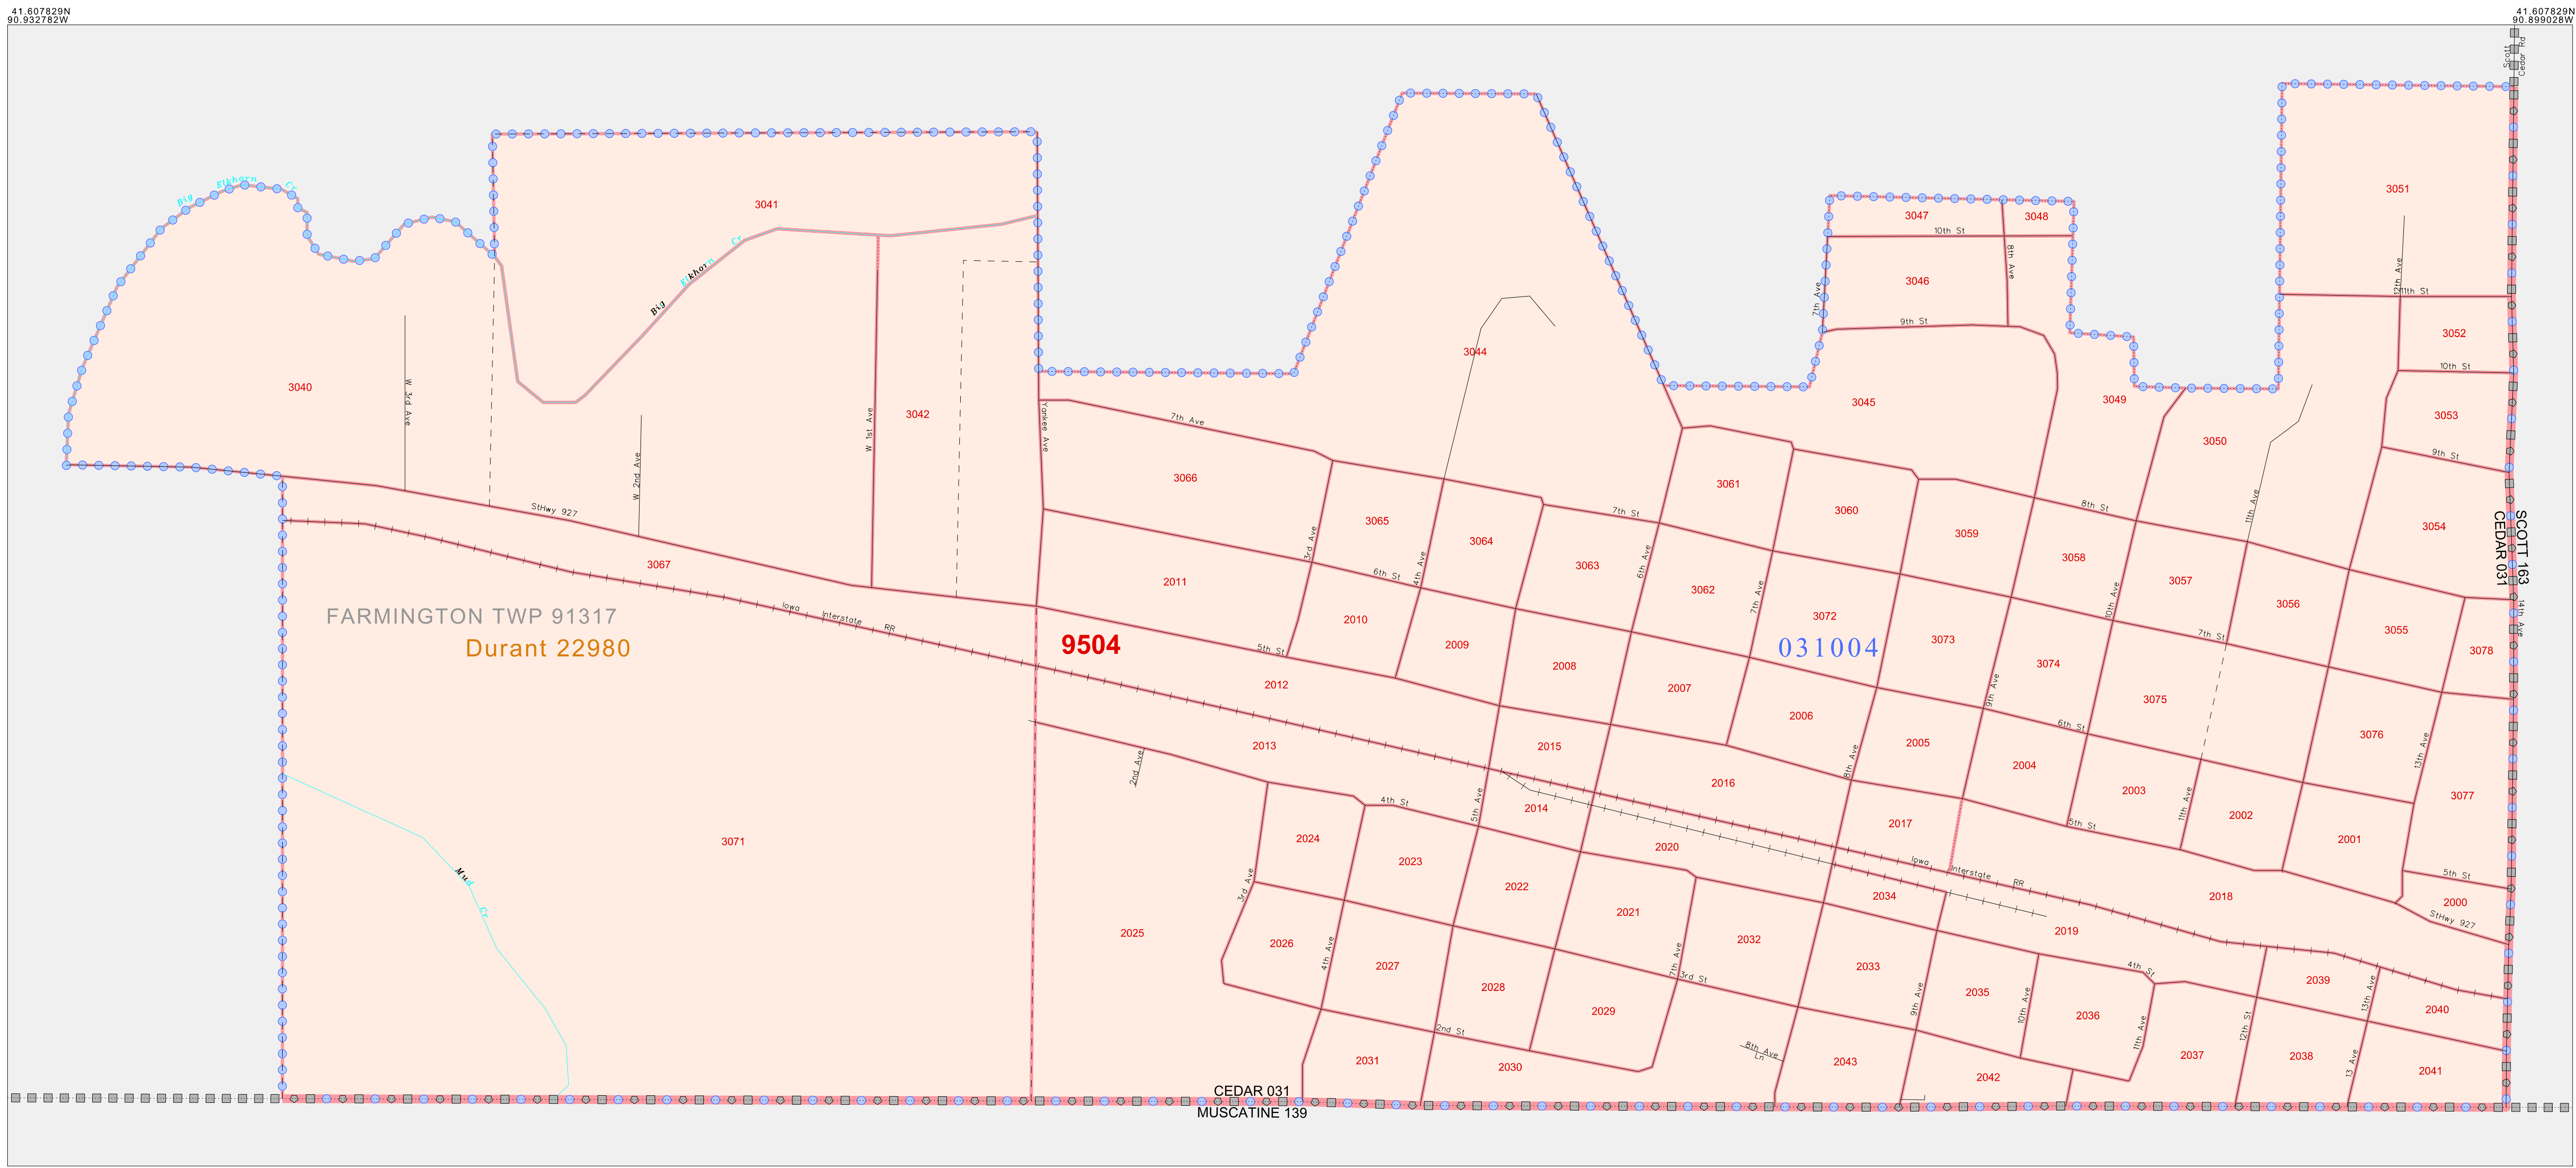 41.607829N
90.932782W
41.607829N
90.899028W
Scott
Cedar Rd
Big
Elkhorn
Cr
3041
3051
3047
3048
10th St
8th Ave
Cr
Elkhorn
Big
3046
7th Ave
12th Ave
11th St
9th St
3052
3044
10th St
3040
W 3rd Ave
W 1st Ave
3042
Yankee Ave
7th Ave
3045
3049
3050
3053
9th St
W 2nd Ave
3066
3061
3060
8th St
11th Ave
StHwy 927
3065
3064
7th St
3059
3054
SCOTT 163
CEDAR 031
3rd Ave
4th Ave
6th Ave
3067
2011
6th St
3063
3062
7th Ave
3058
3057
10th Ave
3056
14th Ave
Iowa
Interstate
RR
FARMINGTON TWP 91317
Durant 22980
9504
5th St
2010
2009
3072
031004
3073
7th St
3055
3078
2012
2008
2007
3074
9th Ave
3075
2006
6th St
2013
2nd Ave
2015
2005
8th Ave
3076
13th Ave
2016
2004
2003
3077
4th St
5th Ave
2014
2017
5th St
11th Ave
2002
2001
3071
2024
2023
2020
Iowa
Interstate
RR
5th St
Mud
Cr
3rd Ave
2022
2021
2034
2018
2000
StHwy 927
2025
2026
4th Ave
2027
7th Ave
3rd St
2032
2033
2019
4th St
2028
2035
2039
13th Ave
2029
9th Ave
10th Ave
2036
11th Ave
12th St
2040
2nd St
8th Ave
Ln
2031
2030
2043
2042
2037
2038
13 Ave
2041
CEDAR 031
MUSCATINE 139